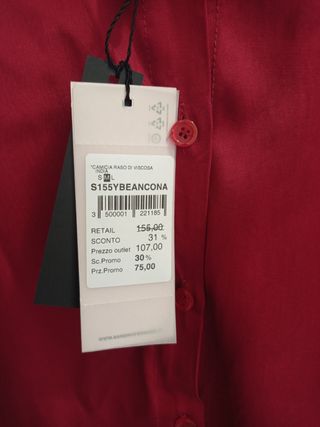 *CAMICIA RASO DI VISCOSA
INDIA
S M L
S155YBEANCONA
3 500001 221185
RETAIL 155,00
SCONTO 31 %
Prezzo outlet 107,00
Sc.Promo 30 %
Prz.Promo 75,00